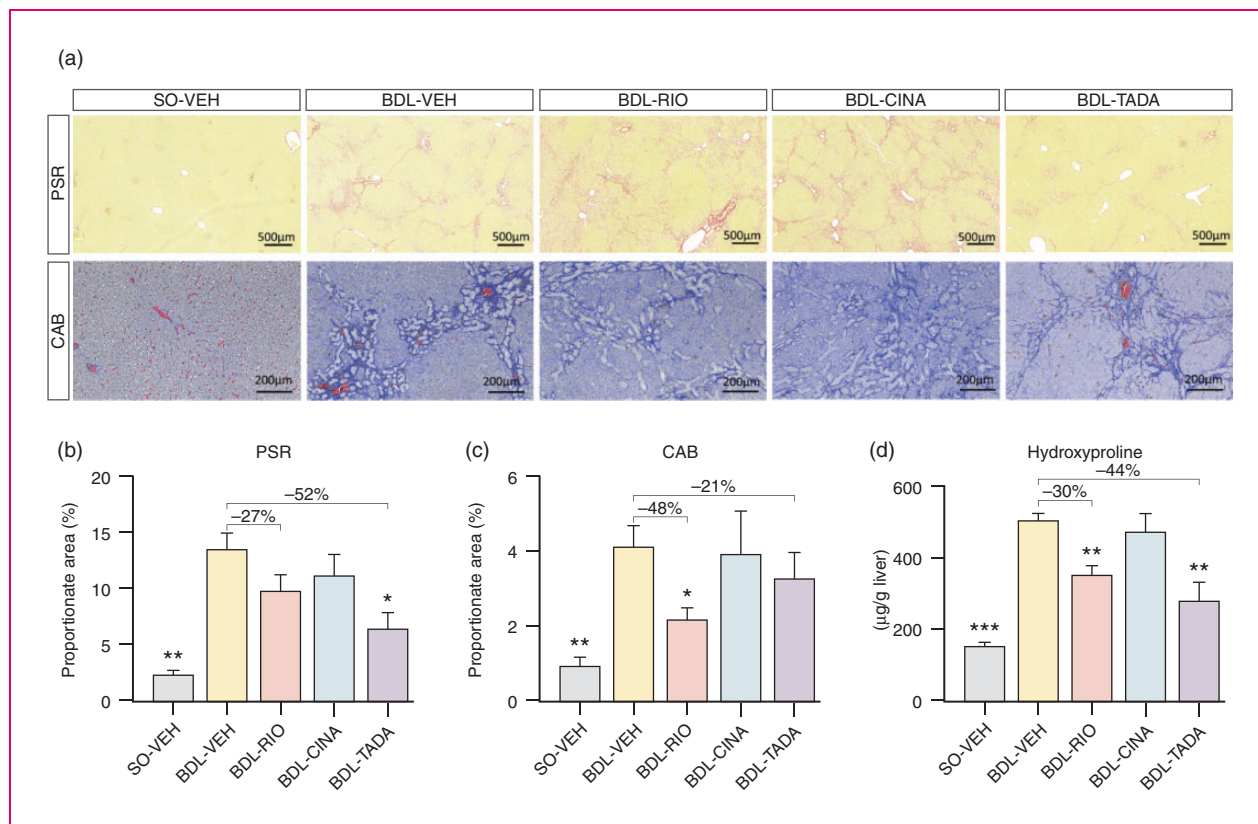 (a)
SO-VEH BDL-VEH BDL-RIO BDL-CINA BDL-TADA
PSR
500µm 500µm 500µm 500µm 500µm
CAB
200µm 200µm 200µm 200µm 200µm
(b) PSR
Proportionate area (%)
20
15
10
5
0
–52%
–27%
**
*
SO-VEH
BDL-VEH
BDL-RIO
BDL-CINA
BDL-TADA
(c) CAB
Proportionate area (%)
6
4
2
0
–21%
–48%
**
*
SO-VEH
BDL-VEH
BDL-RIO
BDL-CINA
BDL-TADA
(d) Hydroxyproline
(µg/g liver)
600
400
200
0
–44%
–30%
***
**
**
SO-VEH
BDL-VEH
BDL-RIO
BDL-CINA
BDL-TADA